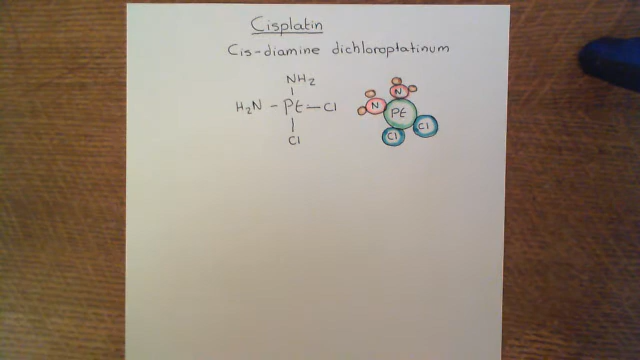 Cisplatin
Cis-diamine dichloroplatinum
NH2
H2N - Pt - Cl
Cl
N
N
Pt
Cl
Cl